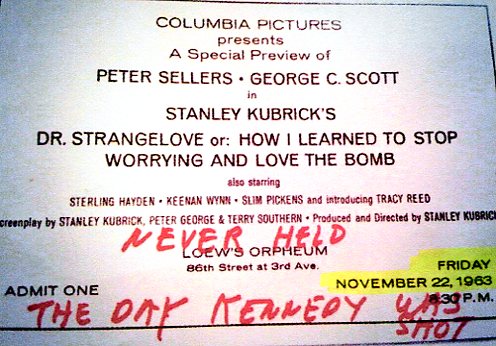 COLUMBIA PICTURES
presents
A Special Preview of
PETER SELLERS • GEORGE C. SCOTT
in
STANLEY KUBRICK'S
DR. STRANGELOVE or: HOW I LEARNED TO STOP
WORRYING AND LOVE THE BOMB
also starring
STERLING HAYDEN • KEENAN WYNN • SLIM PICKENS and introducing TRACY REED
creenplay by STANLEY KUBRICK, PETER GEORGE & TERRY SOUTHERN • Produced and Directed by STANLEY KUBRIC
NEVER HELD
LOEW'S ORPHEUM
86th Street at 3rd Ave.
FRIDAY
NOVEMBER 22, 1963
ADMIT ONE
8:30 P.M.
THE DAY KENNEDY WAS
SHOT